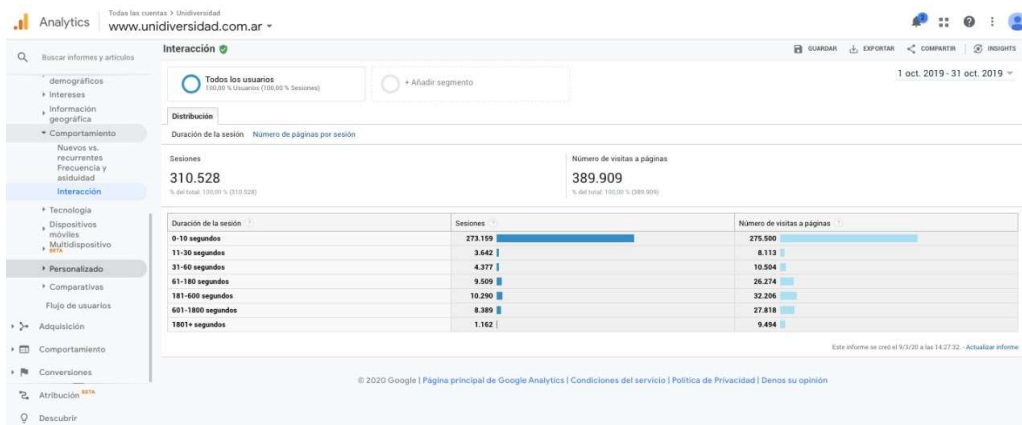 Analytics
Todas las cuentas > Unidiversidad
www.unidiversidad.com.ar
2
Buscar informes y artículos
demográficos
Intereses
Información
geográfica
Comportamiento
Nuevos vs.
recurrentes
Frecuencia y
asiduidad
Interacción
Tecnología
Dispositivos
móviles
Multidispositivo
BETA
Personalizado
Comparativas
Flujo de usuarios
Adquisición
Comportamiento
Conversiones
Atribución BETA
Descubrir
Interacción
GUARDAR EXPORTAR COMPARTIR INSIGHTS
Todos los usuarios
100,00 % Usuarios (100,00 % Sesiones)
+ Añadir segmento
1 oct. 2019 - 31 oct. 2019
Distribución
Duración de la sesión Número de páginas por sesión
Sesiones
310.528
% del total: 100,00 % (310.528)
Número de visitas a páginas
389.909
% del total: 100,00 % (389.909)
Duración de la sesión ? Sesiones ? Número de visitas a páginas ?
0-10 segundos 273.159 275.500
11-30 segundos 3.642 8.113
31-60 segundos 4.377 10.504
61-180 segundos 9.509 26.274
181-600 segundos 10.290 32.206
601-1800 segundos 8.389 27.818
1801+ segundos 1.162 9.494
Este informe se creó el 9/3/20 a las 14:27:32. - Actualizar informe
© 2020 Google | Página principal de Google Analytics | Condiciones del servicio | Política de Privacidad | Denos su opinión